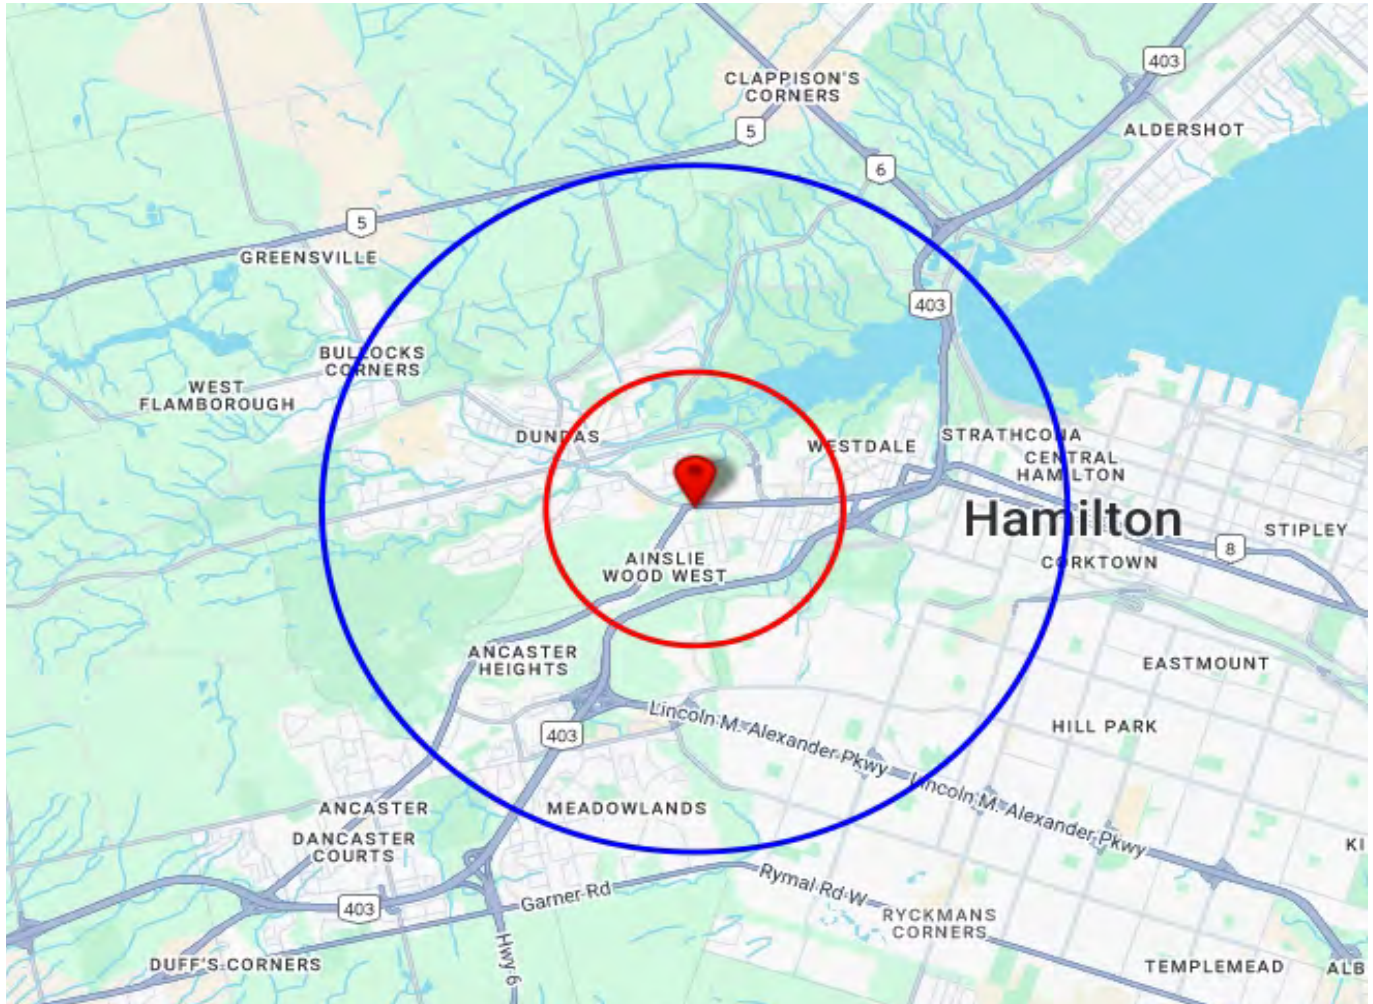 CLAPPISON'S
CORNERS
403
5
ALDERSHOT
6
5
GREENSVILLE
403
BULLOCKS
CORNERS
WEST
FLAMBOROUGH
DUNDAS
WESTDALE
STRATHCONA
CENTRAL
HAMILTON
Hamilton
STIPLEY
8
AINSLIE
WOOD WEST
CORKTOWN
ANCASTER
HEIGHTS
EASTMOUNT
Lincoln M. Alexander Pkwy
403
HILL PARK
Lincoln M. Alexander Pkwy
ANCASTER
MEADOWLANDS
DANCASTER
COURTS
KI
Garner Rd
Rymal Rd W
403
RYCKMANS
CORNERS
Hwy 6
DUFF'S CORNERS
TEMPLEMEAD
ALB